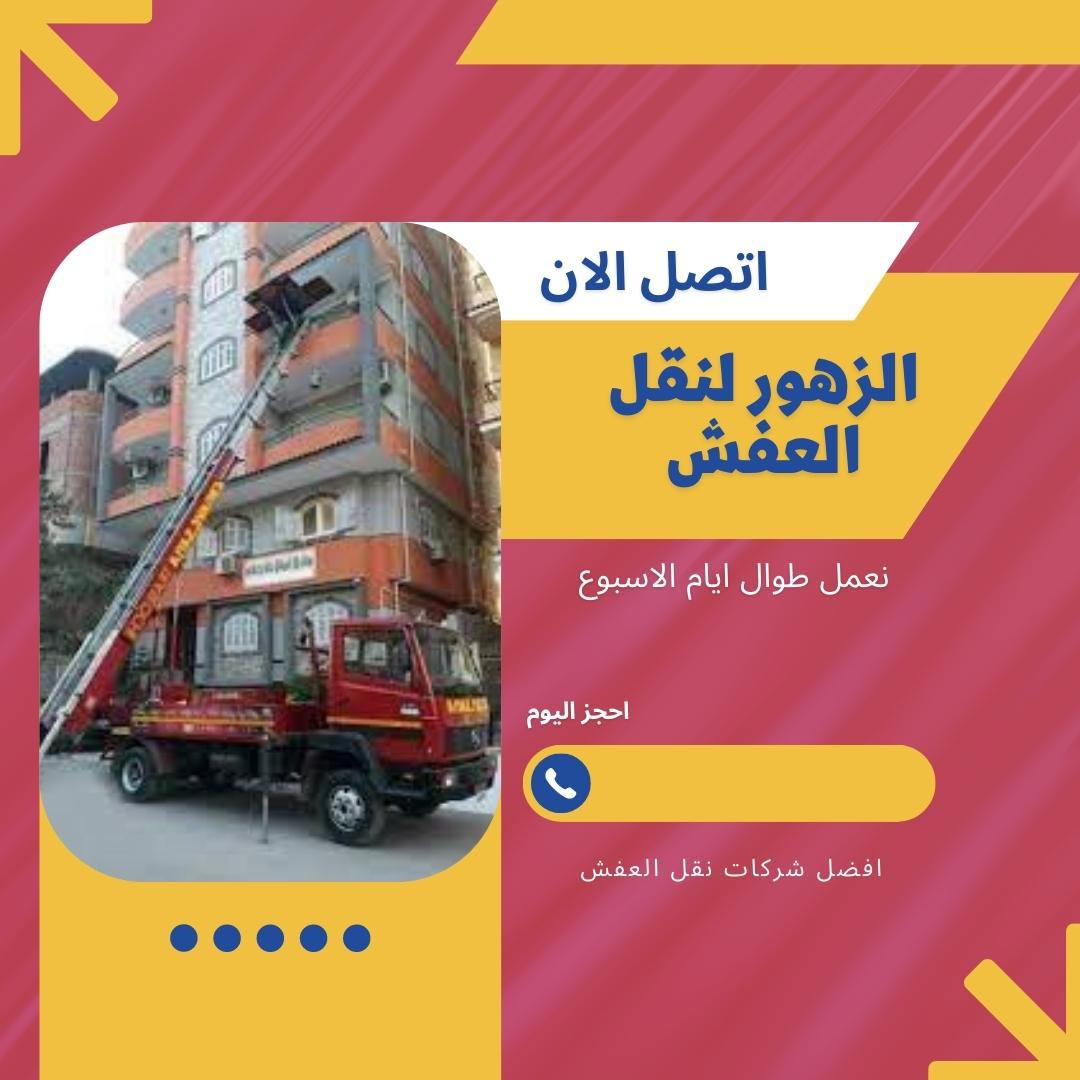 اتصل الان
الزهور لنقل
العفش
نعمل طوال ايام الاسبوع
احجز اليوم
افضل شركات نقل العفش